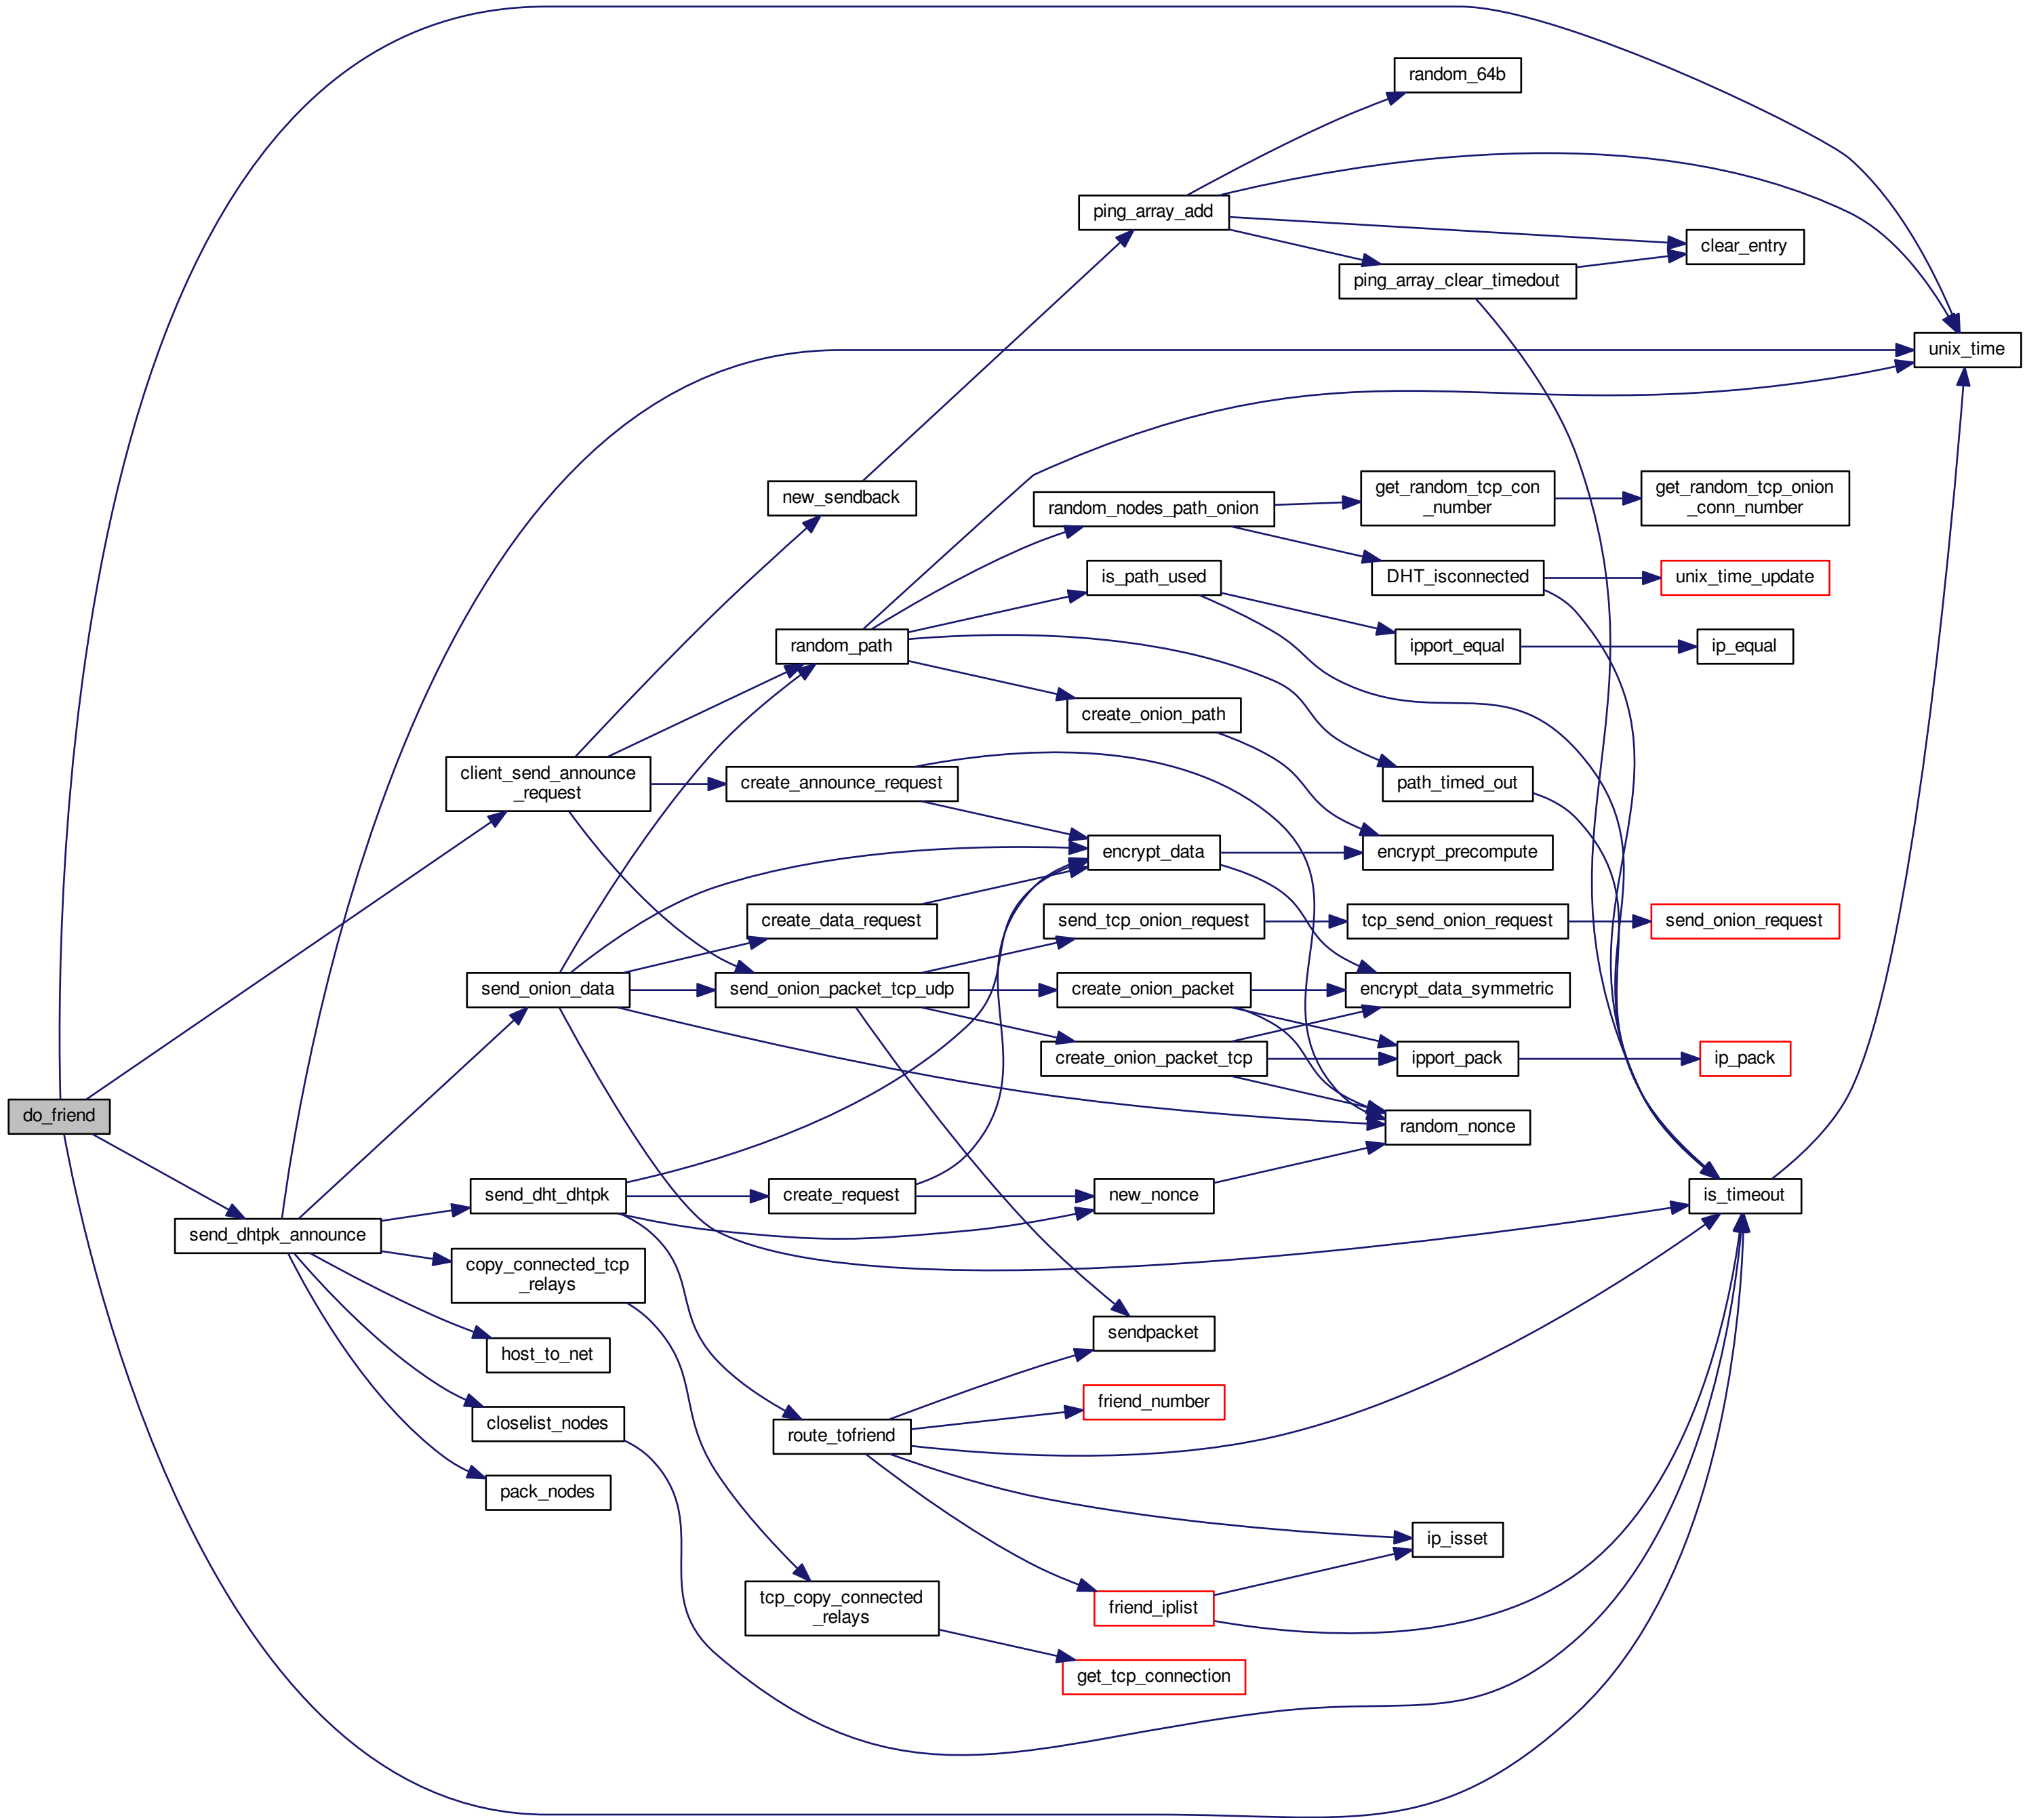 random_64b
ping_array_add
clear_entry
ping_array_clear_timedout
unix_time
new_sendback
random_nodes_path_onion
get_random_tcp_con
_number
get_random_tcp_onion
_conn_number
is_path_used
DHT_isconnected
unix_time_update
random_path
ipport_equal
ip_equal
create_onion_path
client_send_announce
_request
create_announce_request
path_timed_out
encrypt_data
encrypt_precompute
create_data_request
send_tcp_onion_request
tcp_send_onion_request
send_onion_request
send_onion_data
send_onion_packet_tcp_udp
create_onion_packet
encrypt_data_symmetric
create_onion_packet_tcp
ipport_pack
ip_pack
do_friend
random_nonce
send_dht_dhtpk
create_request
new_nonce
is_timeout
send_dhtpk_announce
copy_connected_tcp
_relays
sendpacket
host_to_net
friend_number
closelist_nodes
route_tofriend
pack_nodes
ip_isset
tcp_copy_connected
_relays
friend_iplist
get_tcp_connection